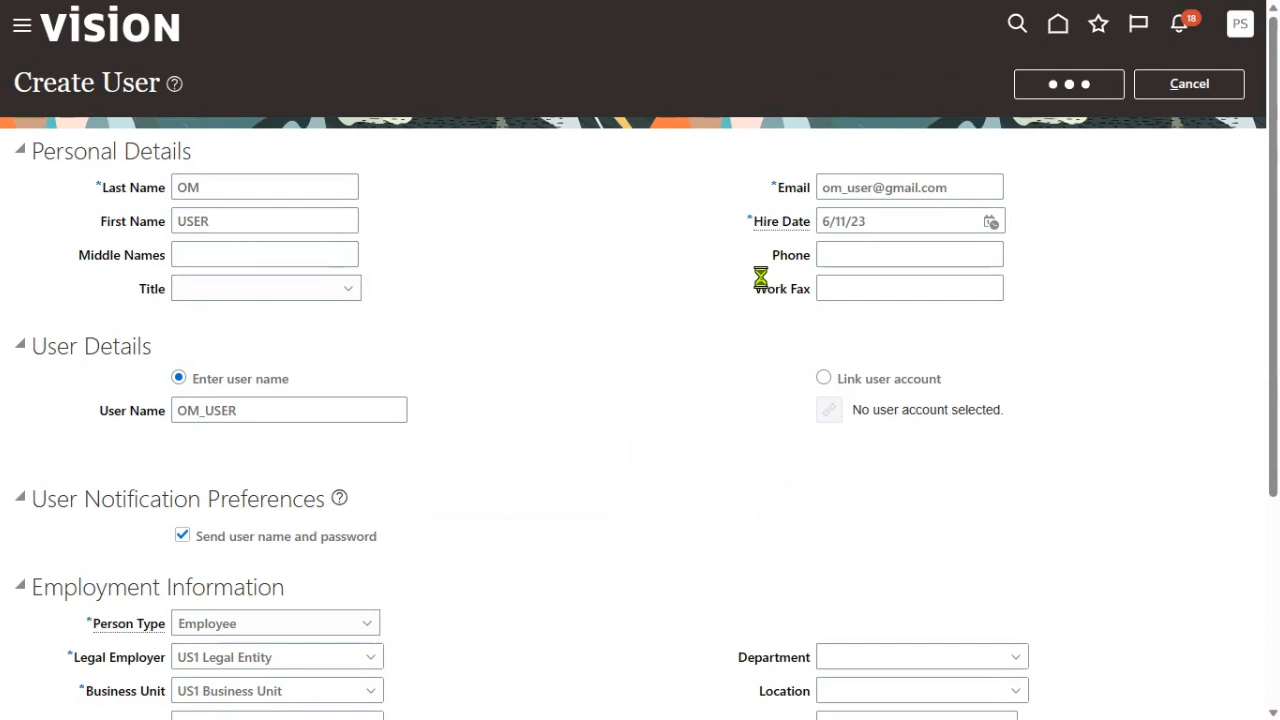 VISION
18
PS
Create User
Cancel
Personal Details
*Last Name OM
*Email om_user@gmail.com
First Name USER
*Hire Date 6/11/23
Middle Names
Phone
Title
Work Fax
User Details
Enter user name
Link user account
User Name OM_USER
No user account selected.
User Notification Preferences
Send user name and password
Employment Information
*Person Type Employee
*Legal Employer US1 Legal Entity
Department
*Business Unit US1 Business Unit
Location